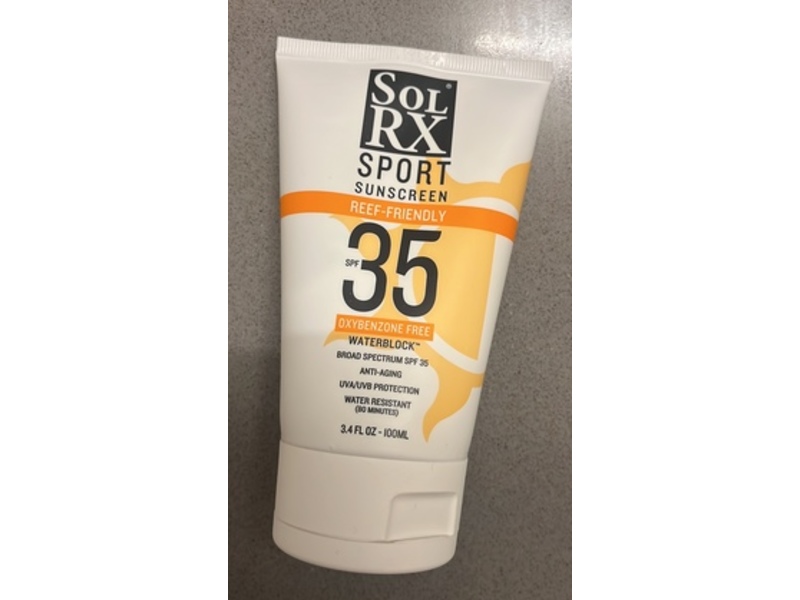 SOL®
RX
SPORT
SUNSCREEN
REEF-FRIENDLY
SPF 35
OXYBENZONE FREE
WATERBLOCK™
BROAD SPECTRUM SPF 35
ANTI-AGING
UVA/UVB PROTECTION
WATER RESISTANT
(80 MINUTES)
3.4 FL OZ - 100ML